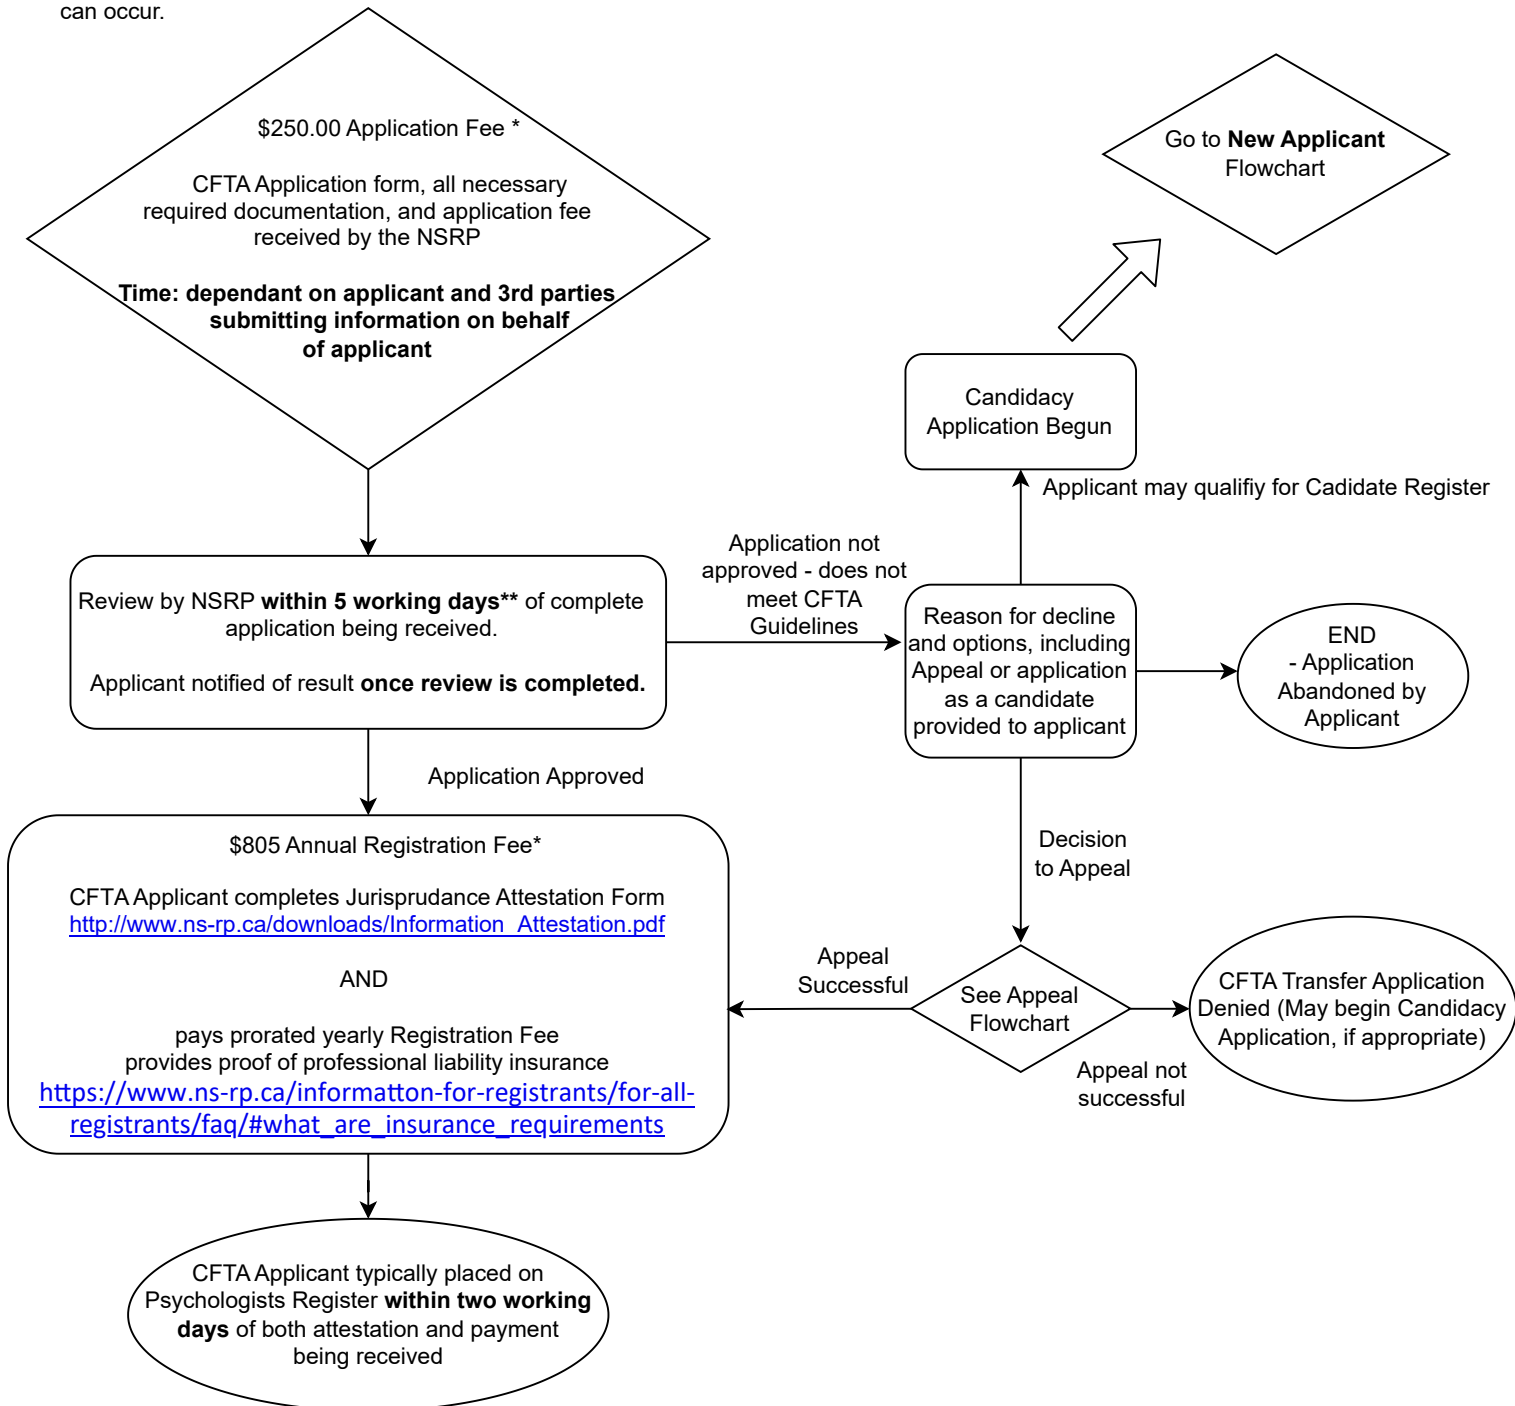 can occur.
$250.00 Application Fee *
CFTA Application form, all necessary
required documentation, and application fee
received by the NSRP
Time: dependant on applicant and 3rd parties
submitting information on behalf
of applicant
Go to New Applicant
Flowchart
Candidacy
Application Begun
Applicant may qualifiy for Cadidate Register
Application not
approved - does not
meet CFTA
Guidelines
Review by NSRP within 5 working days** of complete
application being received.
Applicant notified of result once review is completed.
Reason for decline
and options, including
Appeal or application
as a candidate
provided to applicant
END
- Application
Abandoned by
Applicant
Application Approved
Decision
to Appeal
$805 Annual Registration Fee*
CFTA Applicant completes Jurisprudance Attestation Form
http://www.ns-rp.ca/downloads/Information_Attestation.pdf
AND
pays prorated yearly Registration Fee
provides proof of professional liability insurance
https://www.ns-rp.ca/informatton-for-registrants/for-all-
registrants/faq/#what_are_insurance_requirements
Appeal
Successful
See Appeal
Flowchart
CFTA Transfer Application
Denied (May begin Candidacy
Application, if appropriate)
Appeal not
successful
CFTA Applicant typically placed on
Psychologists Register within two working
days of both attestation and payment
being received